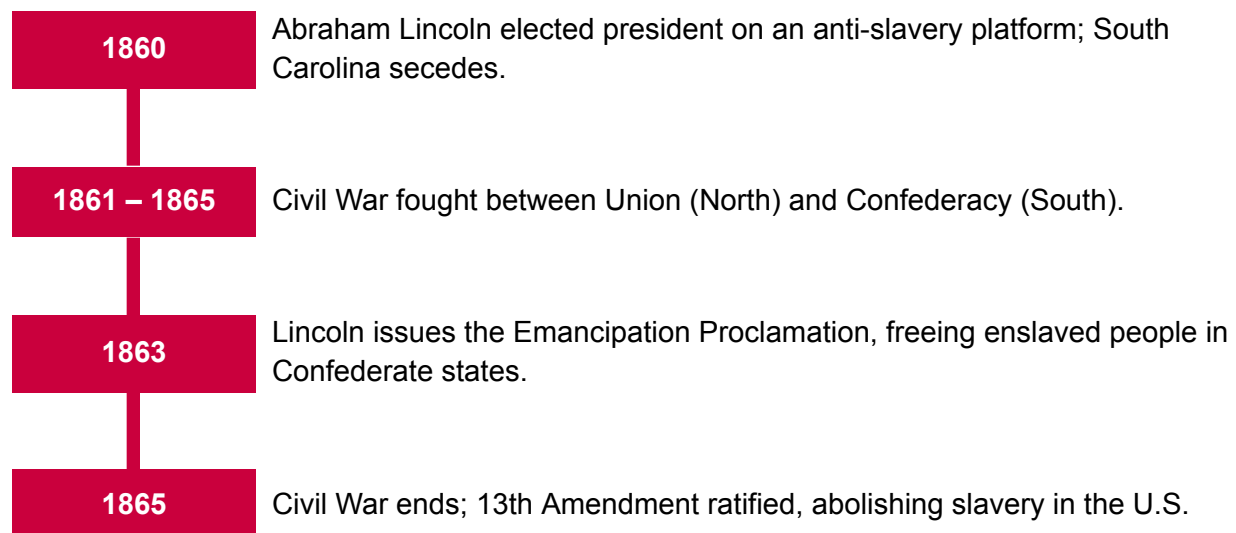 1860
Abraham Lincoln elected president on an anti-slavery platform; South
Carolina secedes.
1861 – 1865
Civil War fought between Union (North) and Confederacy (South).
1863
Lincoln issues the Emancipation Proclamation, freeing enslaved people in
Confederate states.
1865
Civil War ends; 13th Amendment ratified, abolishing slavery in the U.S.